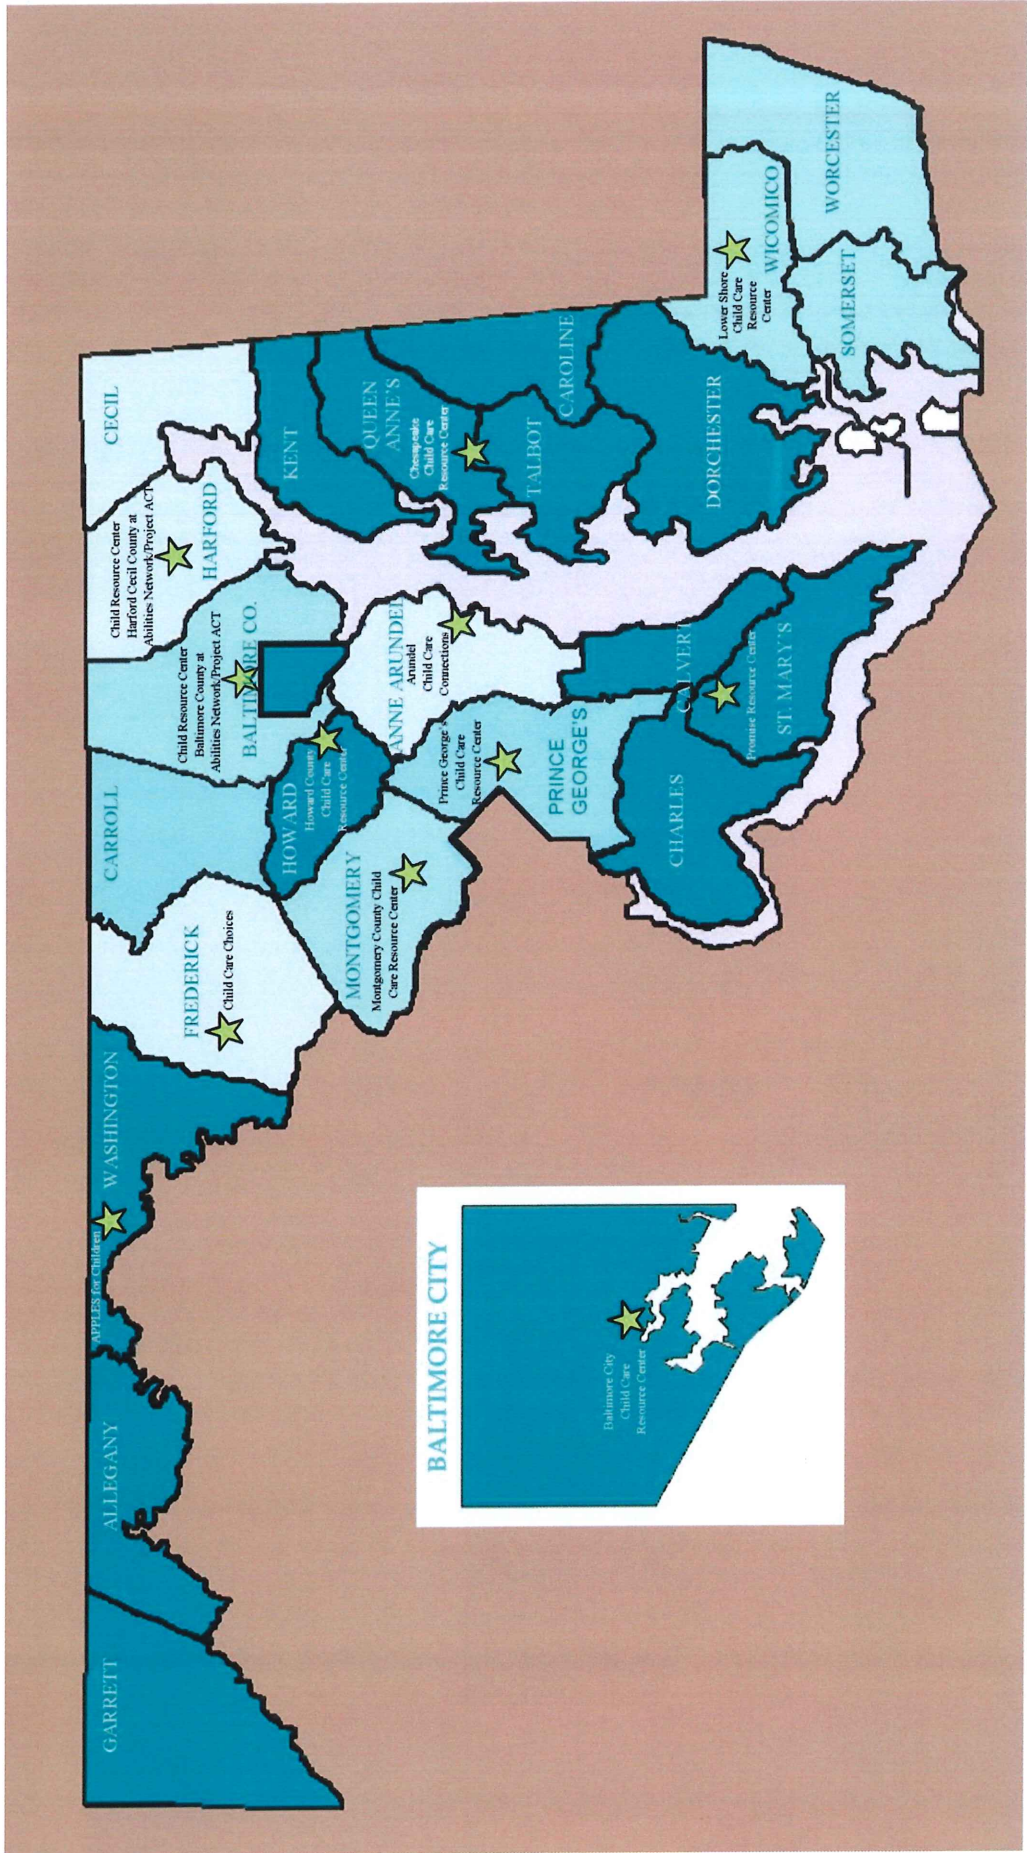 GARRETT
ALLEGANY
APPLES for Children
WASHINGTON
FREDERICK
Child Care Choices
CARROLL
Child Resource Center
Baltimore County at
Abilities Network/Project ACT
BALTIMORE CO.
Child Resource Center
Harford Cecil County at
Abilities Network/Project ACT
HARFORD
CECIL
HOWARD
Howard County
Child Care
Resource Center
MONTGOMERY
Montgomery County Child
Care Resource Center
ANNE ARUNDEL
Arundel
Child Care
Connections
Prince George's
Child Care
Resource Center
PRINCE
GEORGE'S
KENT
QUEEN
ANNE'S
Chesapeake
Child Care
Resource Center
TALBOT
CAROLINE
CHARLES
CALVERT
Promise Resource Center
ST. MARY'S
DORCHESTER
Lower Shore
Child Care
Resource
Center
WICOMICO
SOMERSET
WORCESTER
BALTIMORE CITY
Baltimore City
Child Care
Resource Center